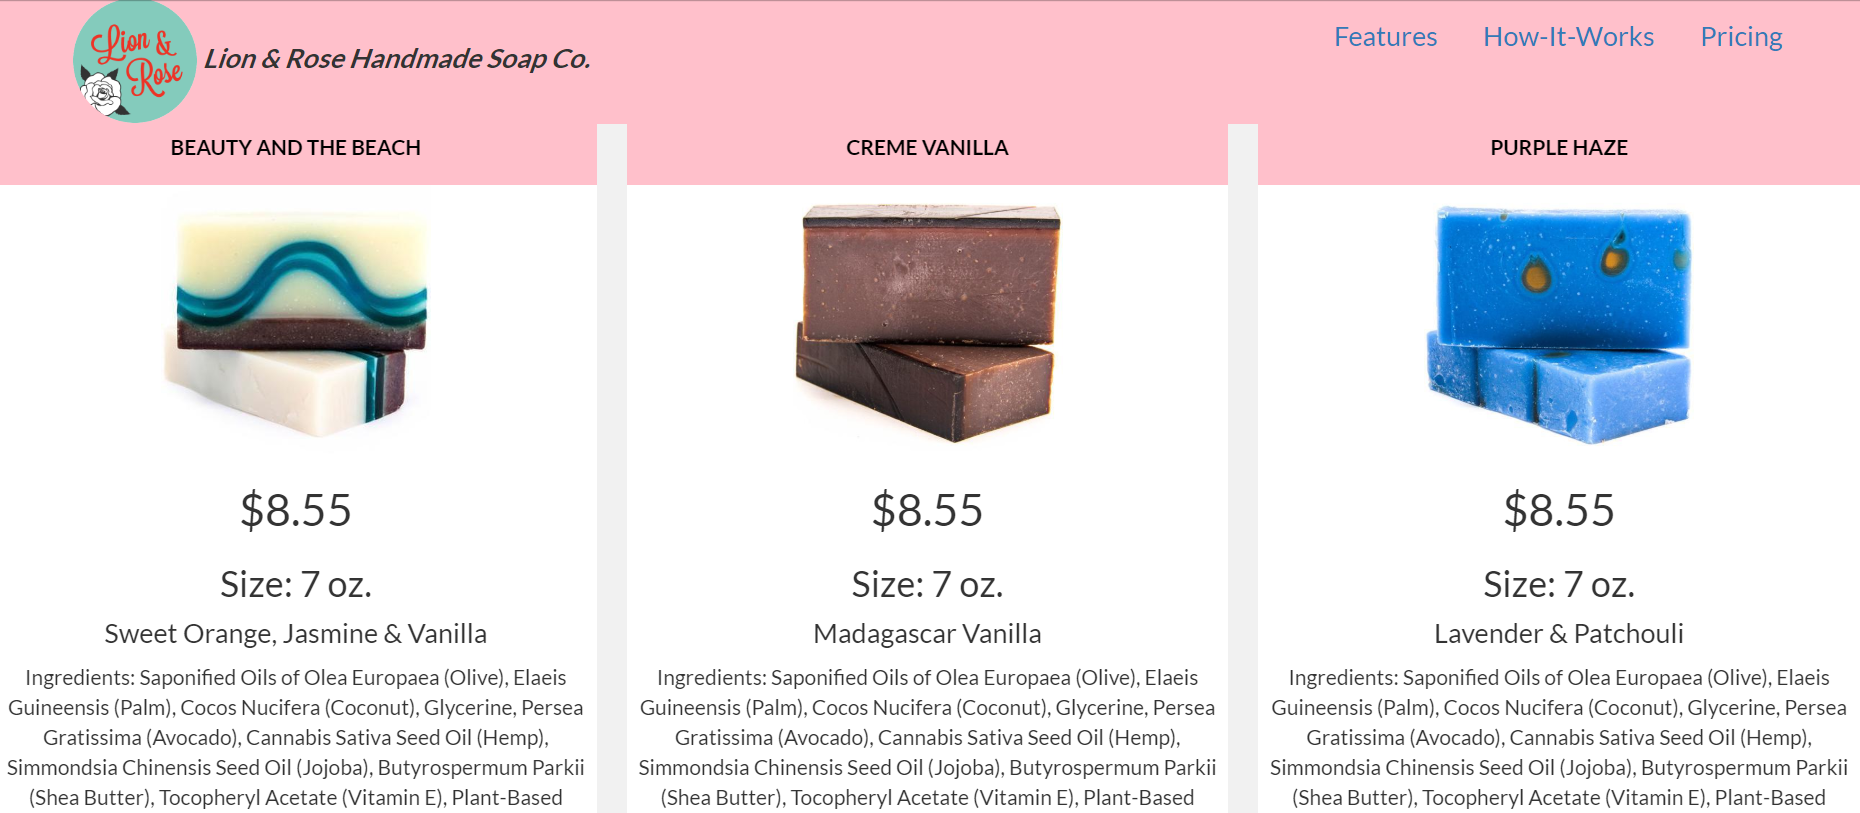 Lion &
Rose
Lion & Rose Handmade Soap Co.
Features
How-It-Works
Pricing
BEAUTY AND THE BEACH
$8.55
Size: 7 oz.
Sweet Orange, Jasmine & Vanilla
Ingredients: Saponified Oils of Olea Europaea (Olive), Elaeis
Guineensis (Palm), Cocos Nucifera (Coconut), Glycerine, Persea
Gratissima (Avocado), Cannabis Sativa Seed Oil (Hemp),
Simmondsia Chinensis Seed Oil (Jojoba), Butyrospermum Parkii
(Shea Butter), Tocopheryl Acetate (Vitamin E), Plant-Based
CREME VANILLA
$8.55
Size: 7 oz.
Madagascar Vanilla
Ingredients: Saponified Oils of Olea Europaea (Olive), Elaeis
Guineensis (Palm), Cocos Nucifera (Coconut), Glycerine, Persea
Gratissima (Avocado), Cannabis Sativa Seed Oil (Hemp),
Simmondsia Chinensis Seed Oil (Jojoba), Butyrospermum Parkii
(Shea Butter), Tocopheryl Acetate (Vitamin E), Plant-Based
PURPLE HAZE
$8.55
Size: 7 oz.
Lavender & Patchouli
Ingredients: Saponified Oils of Olea Europaea (Olive), Elaeis
Guineensis (Palm), Cocos Nucifera (Coconut), Glycerine, Persea
Gratissima (Avocado), Cannabis Sativa Seed Oil (Hemp),
Simmondsia Chinensis Seed Oil (Jojoba), Butyrospermum Parkii
(Shea Butter), Tocopheryl Acetate (Vitamin E), Plant-Based